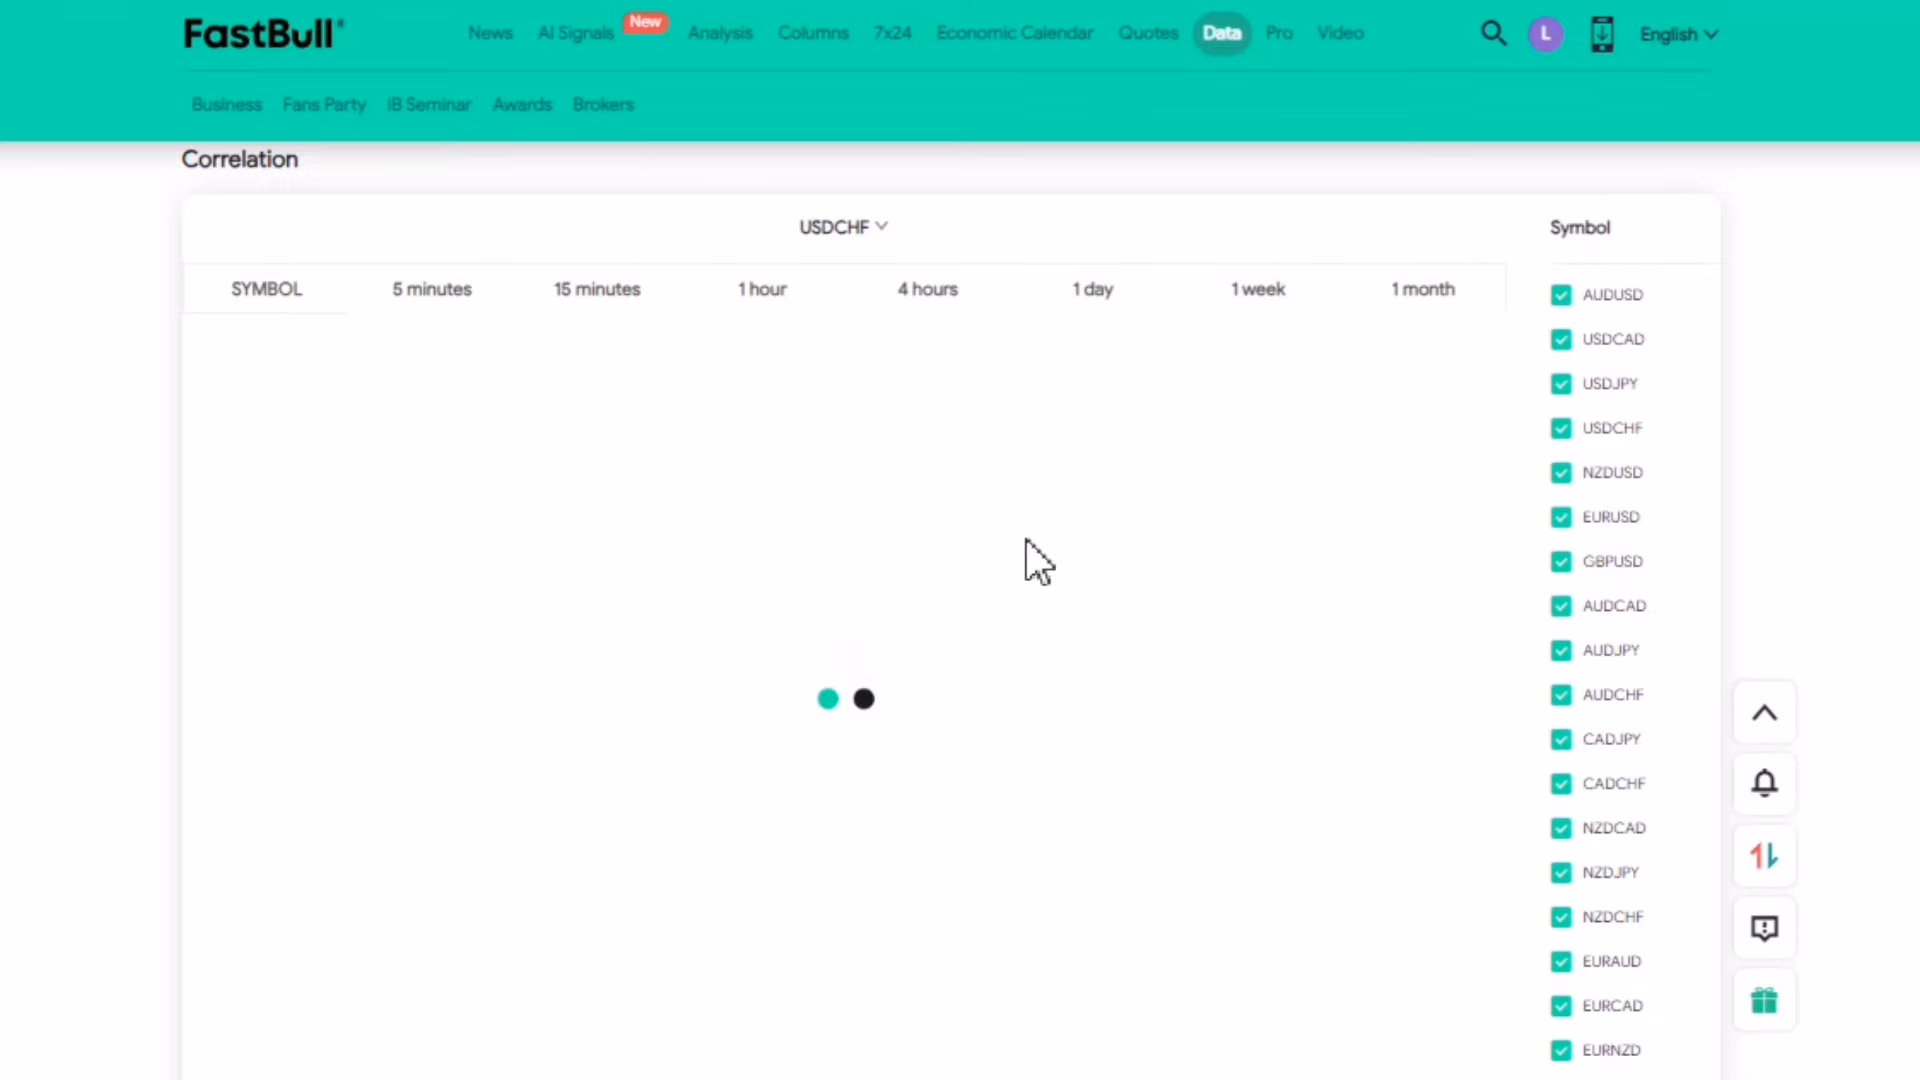 FastBull
News AI Signals New Analysis Columns 7x24 Economic Calendar Quotes Data Pro Video L English
Business Fans Party IB Seminar Awards Brokers
Correlation
USDCHF
Symbol
SYMBOL 5 minutes 15 minutes 1 hour 4 hours 1 day 1 week 1 month
AUDUSD
USDCAD
USDJPY
USDCHF
NZDUSD
EURUSD
GBPUSD
AUDCAD
AUDJPY
AUDCHF
CADJPY
CADCHF
NZDCAD
NZDJPY
NZDCHF
EURAUD
EURCAD
EURNZD